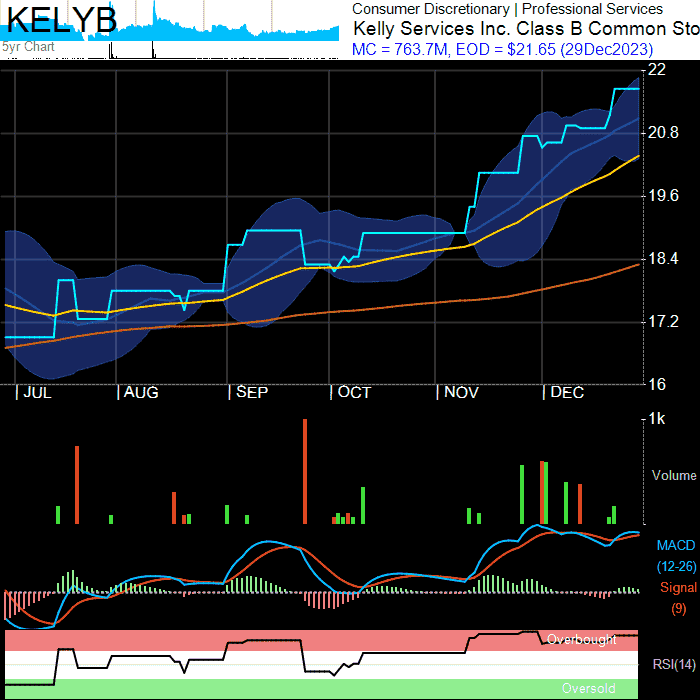 KELYB
5yr Chart
Consumer Discretionary | Professional Services
Kelly Services Inc. Class B Common Sto
MC = 763.7M, EOD = $21.65 (29Dec2023)
22
20.8
19.6
18.4
17.2
16
| JUL | AUG | SEP | OCT | NOV | DEC
1k
Volume
MACD
(12-26)
Signal
(9)
Overbought
RSI(14)
Oversold